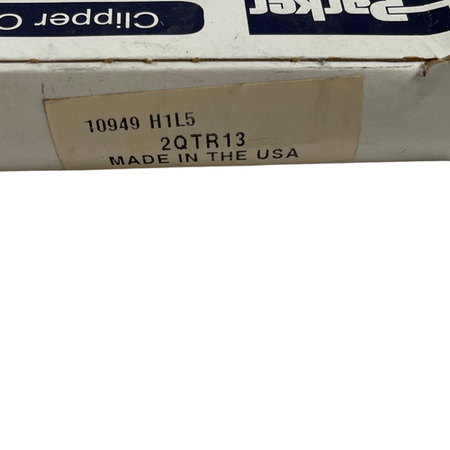 Parker
Clipper
10949 H1L5
2QTR13
MADE IN THE USA